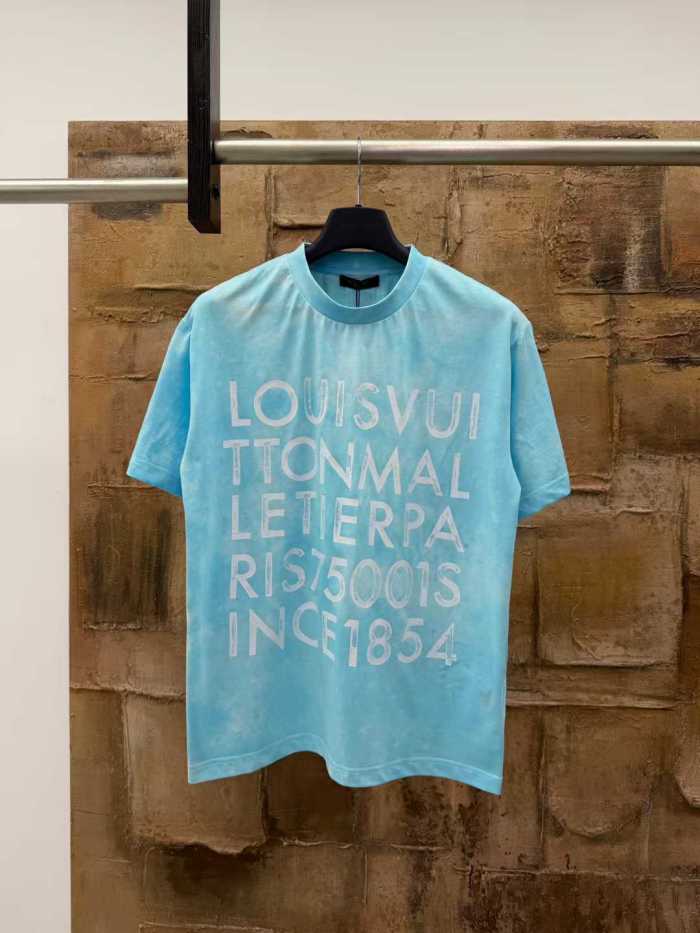 LOUISVUI
TTONMAL
LETIERPA
RIS75001S
INCE1854